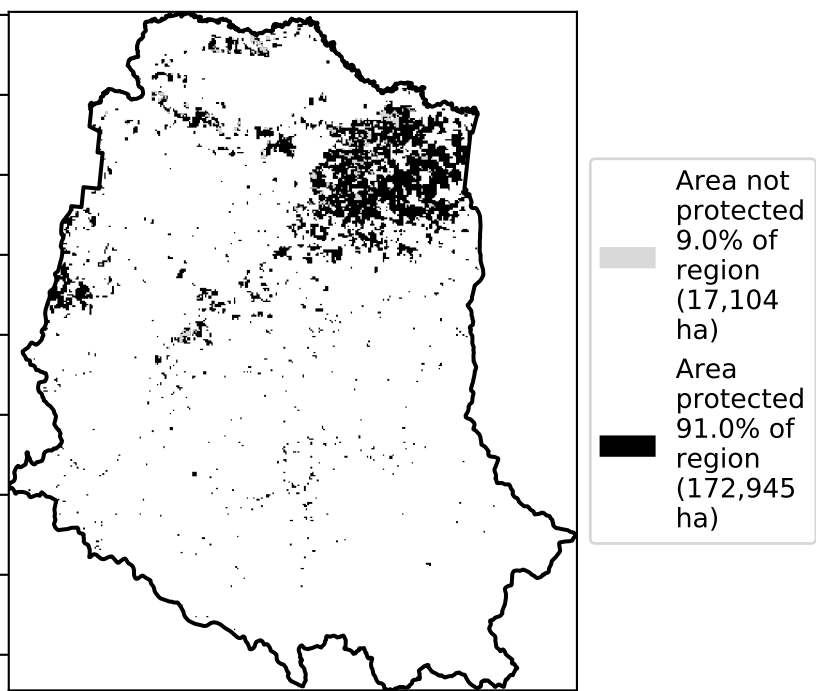 Area not
protected
9.0% of
region
(17,104
ha)
Area
protected
91.0% of
region
(172,945
ha)